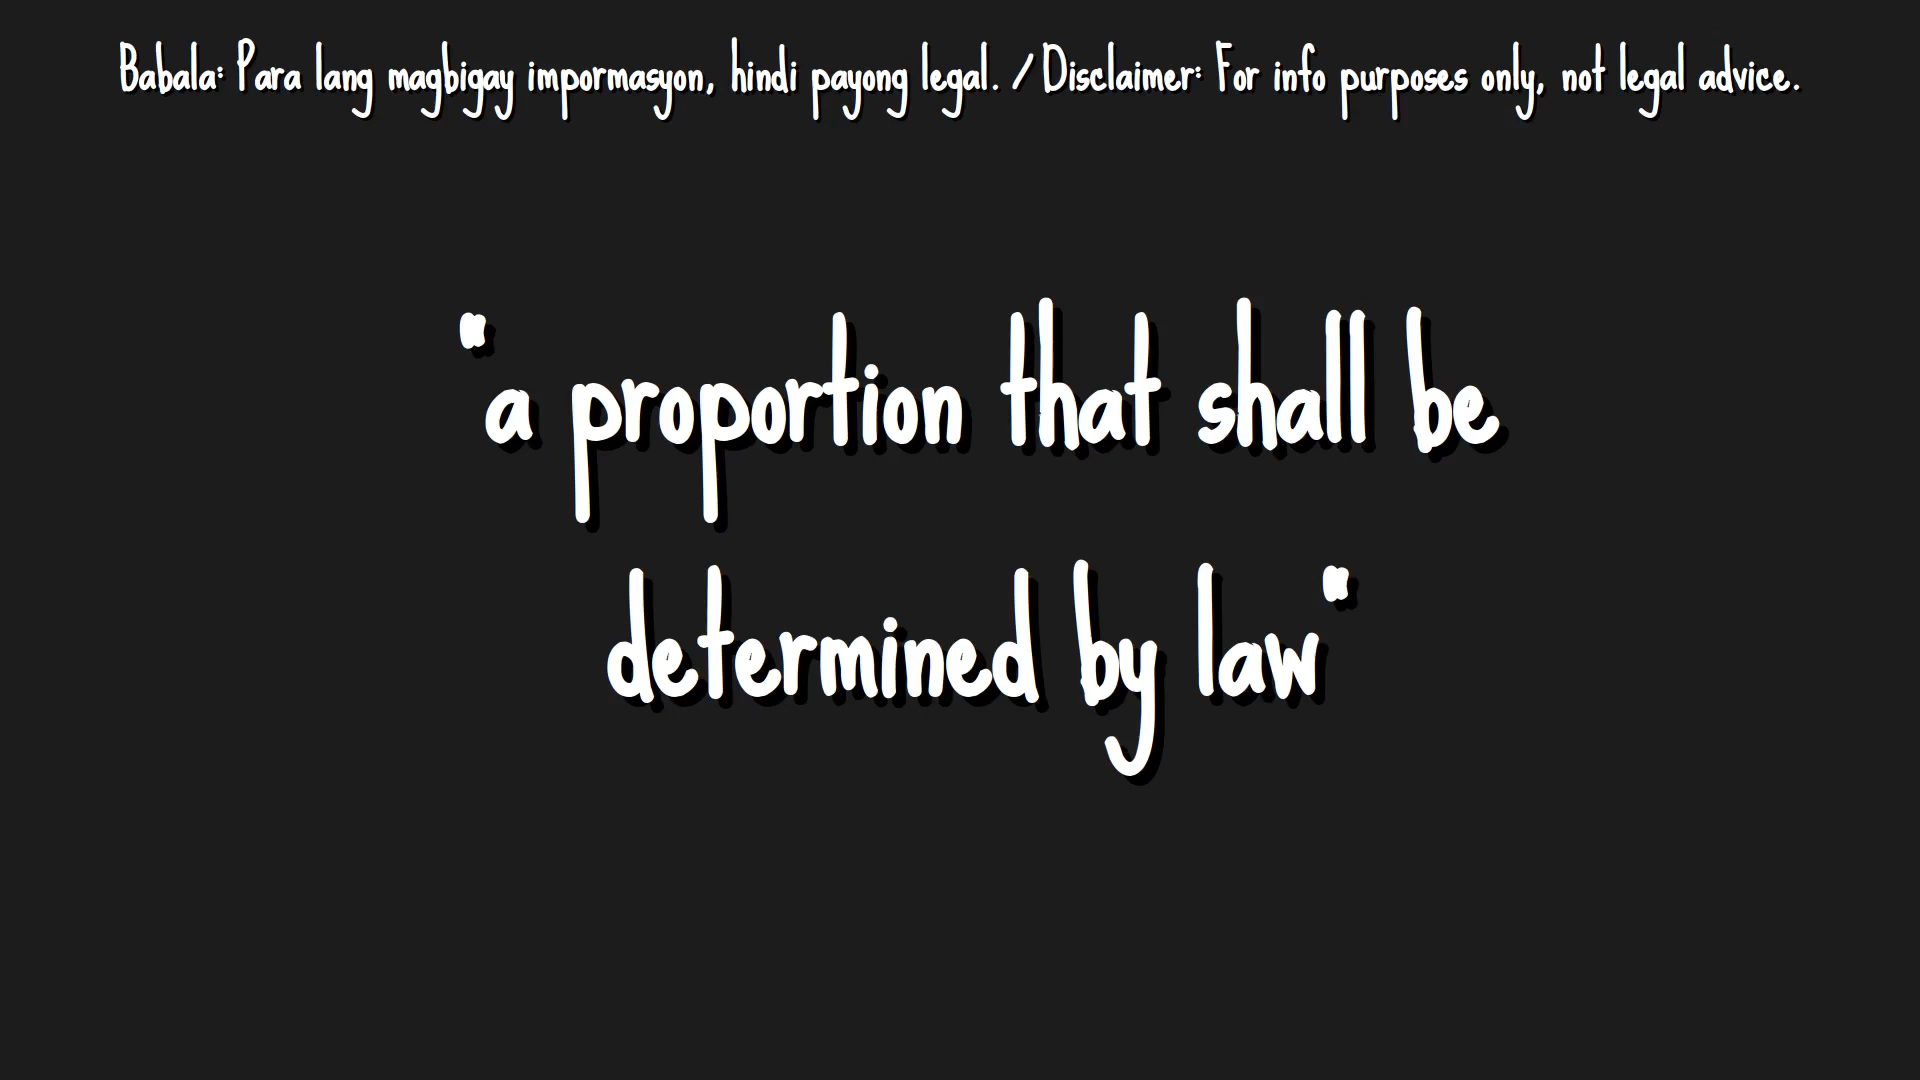 Babala: Para lang magbigay impormasyon, hindi payong legal. / Disclaimer: For info purposes only, not legal advice.
"a proportion that shall be
determined by law"